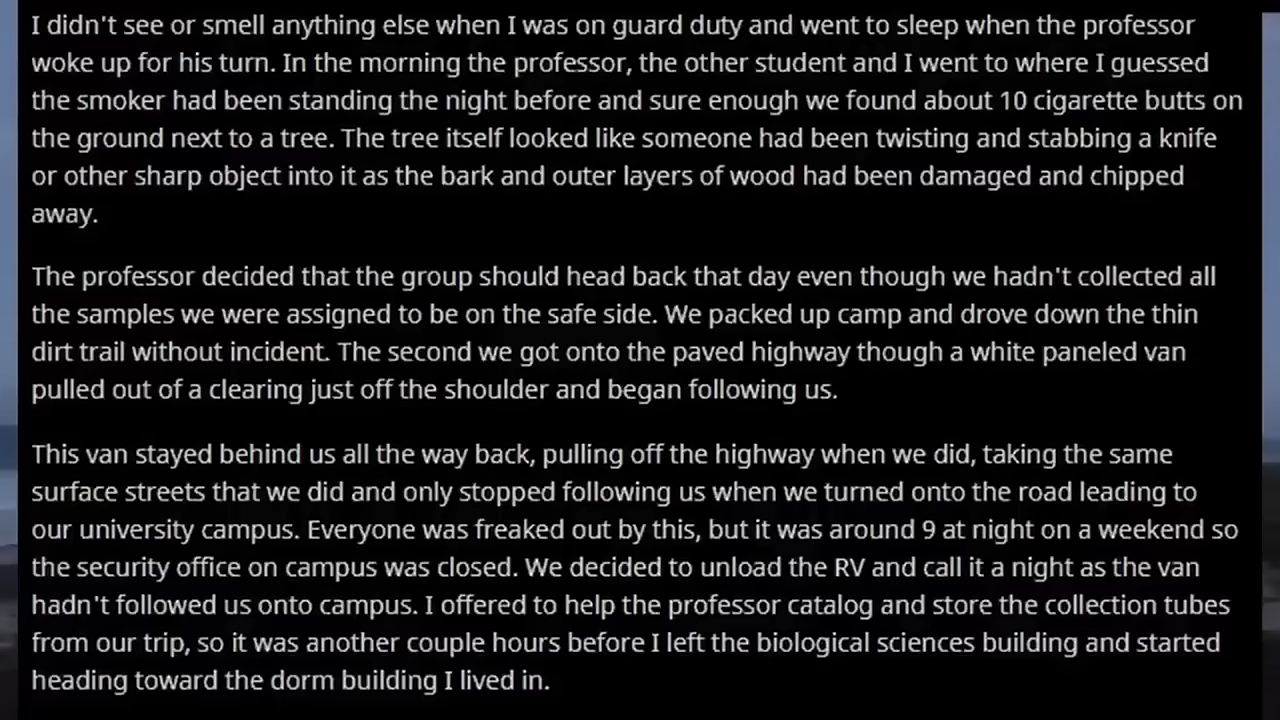 I didn't see or smell anything else when I was on guard duty and went to sleep when the professor
woke up for his turn. In the morning the professor, the other student and I went to where I guessed
the smoker had been standing the night before and sure enough we found about 10 cigarette butts on
the ground next to a tree. The tree itself looked like someone had been twisting and stabbing a knife
or other sharp object into it as the bark and outer layers of wood had been damaged and chipped
away.
The professor decided that the group should head back that day even though we hadn't collected all
the samples we were assigned to be on the safe side. We packed up camp and drove down the thin
dirt trail without incident. The second we got onto the paved highway though a white paneled van
pulled out of a clearing just off the shoulder and began following us.
This van stayed behind us all the way back, pulling off the highway when we did, taking the same
surface streets that we did and only stopped following us when we turned onto the road leading to
our university campus. Everyone was freaked out by this, but it was around 9 at night on a weekend so
the security office on campus was closed. We decided to unload the RV and call it a night as the van
hadn't followed us onto campus. I offered to help the professor catalog and store the collection tubes
from our trip, so it was another couple hours before I left the biological sciences building and started
heading toward the dorm building I lived in.